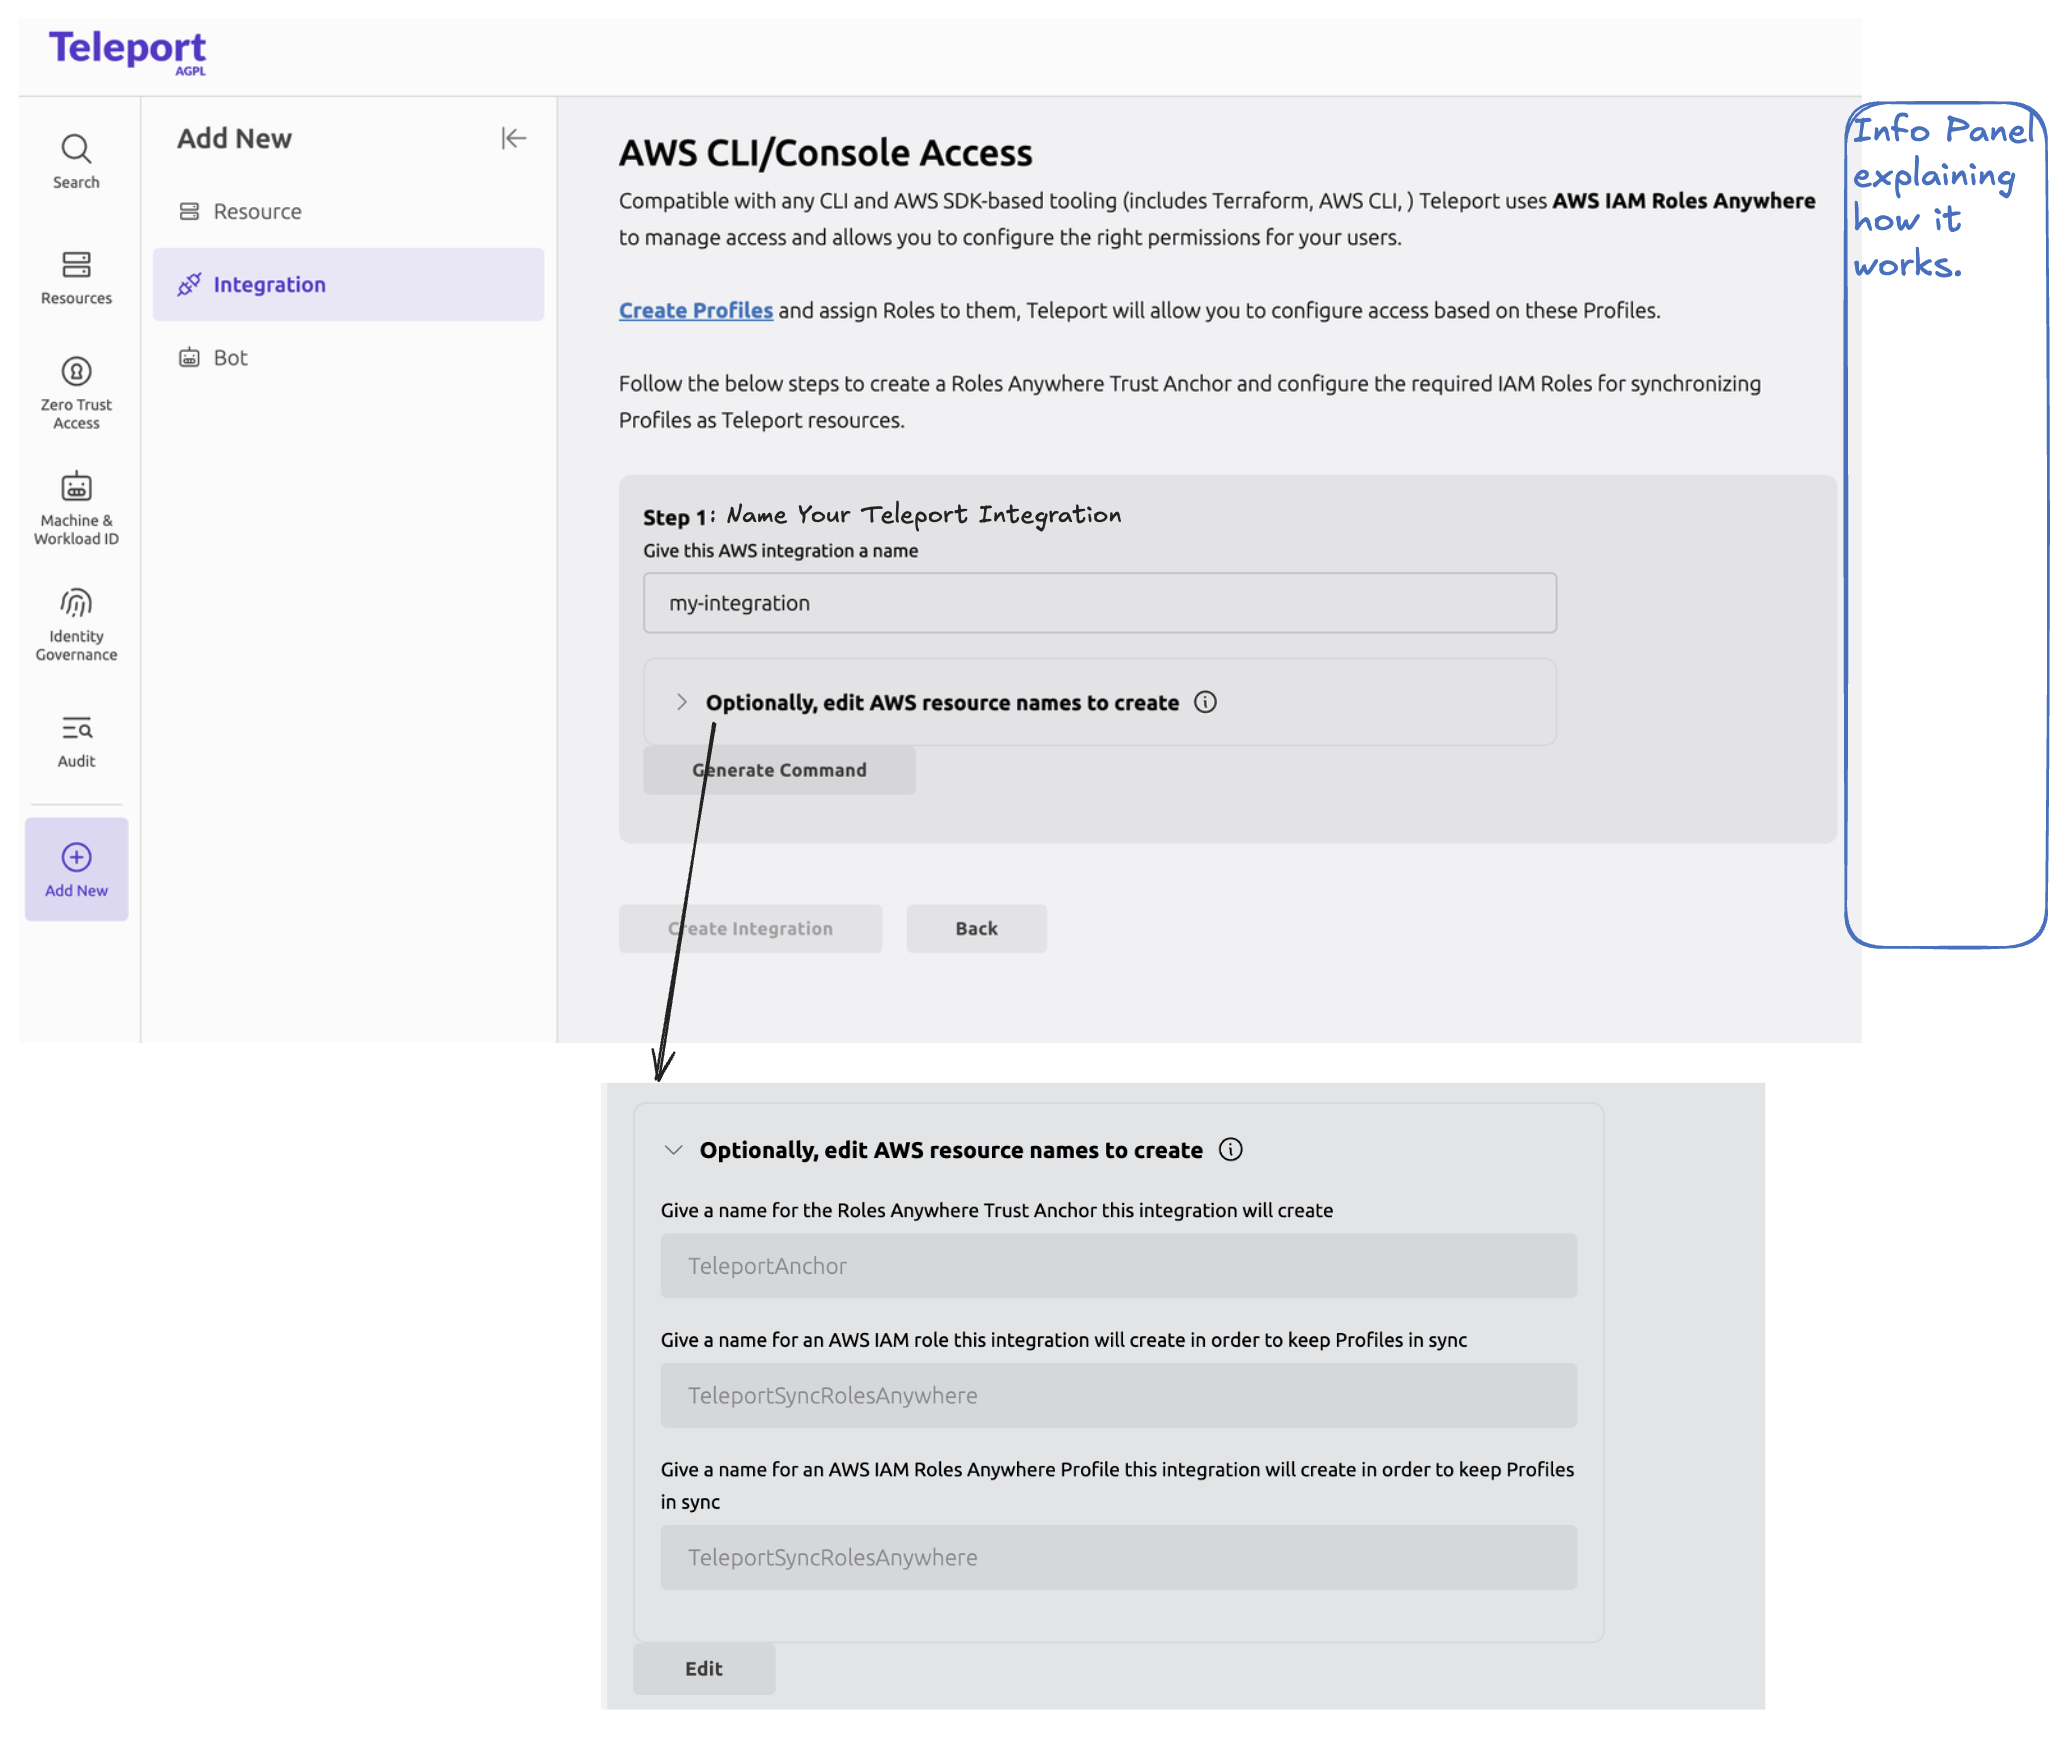 Teleport
AGPL
Search
Resources
Zero Trust
Access
Machine &
Workload ID
Identity
Governance
Audit
Add New
Add New
Resource
Integration
Bot
AWS CLI/Console Access
Compatible with any CLI and AWS SDK-based tooling (includes Terraform, AWS CLI, ) Teleport uses AWS IAM Roles Anywhere
to manage access and allows you to configure the right permissions for your users.
Create Profiles and assign Roles to them, Teleport will allow you to configure access based on these Profiles.
Follow the below steps to create a Roles Anywhere Trust Anchor and configure the required IAM Roles for synchronizing
Profiles as Teleport resources.
Step 1: Name Your Teleport Integration
Give this AWS integration a name
my-integration
Optionally, edit AWS resource names to create
Generate Command
Create Integration
Back
Info Panel
explaining
how it
works.
Optionally, edit AWS resource names to create
Give a name for the Roles Anywhere Trust Anchor this integration will create
TeleportAnchor
Give a name for an AWS IAM role this integration will create in order to keep Profiles in sync
TeleportSyncRolesAnywhere
Give a name for an AWS IAM Roles Anywhere Profile this integration will create in order to keep Profiles
in sync
TeleportSyncRolesAnywhere
Edit